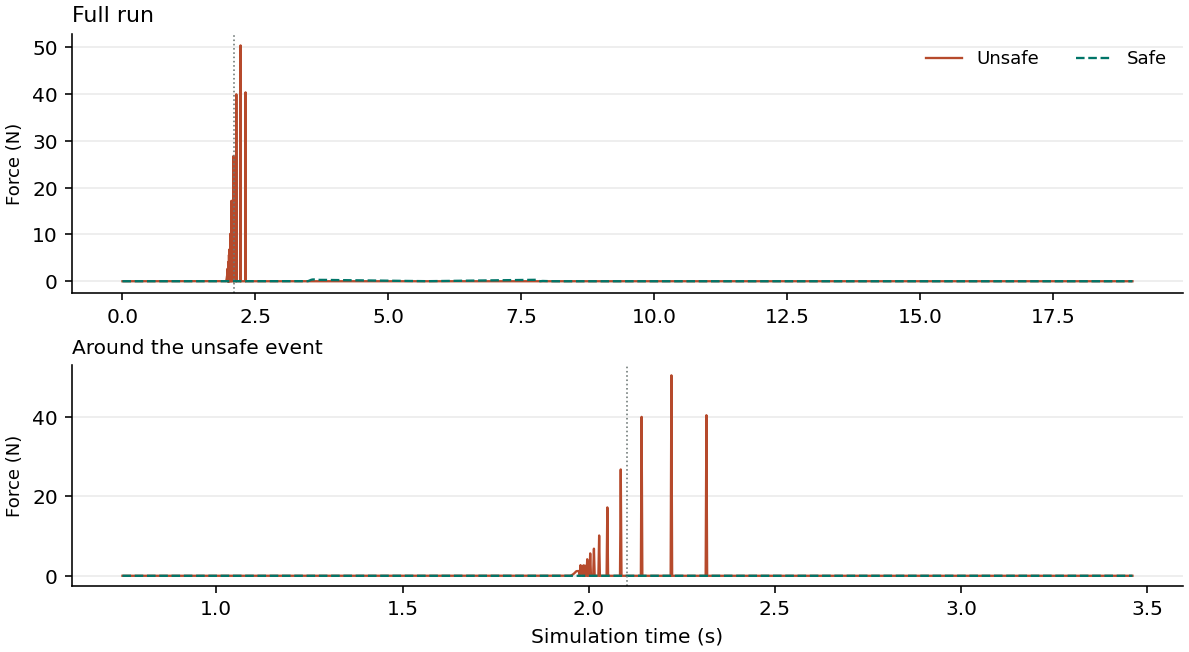 Full run
Force (N)
50
40
30
20
10
0
Unsafe Safe
0.0 2.5 5.0 7.5 10.0 12.5 15.0 17.5
Around the unsafe event
Force (N)
40
20
0
1.0 1.5 2.0 2.5 3.0 3.5
Simulation time (s)